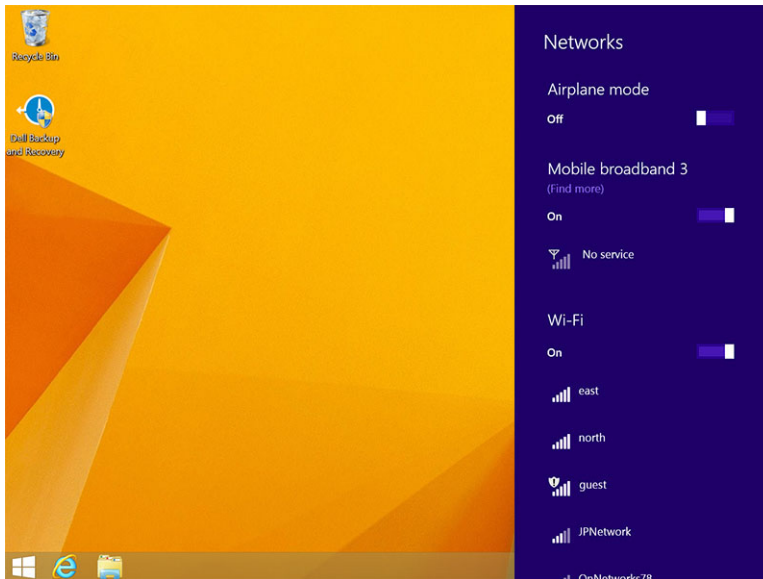 Recycle Bin
Dell Backup
and Recovery
Networks
Airplane mode
Off
Mobile broadband 3
(Find more)
On
No service
Wi-Fi
On
east
north
guest
JPNetwork
OnNetworks78